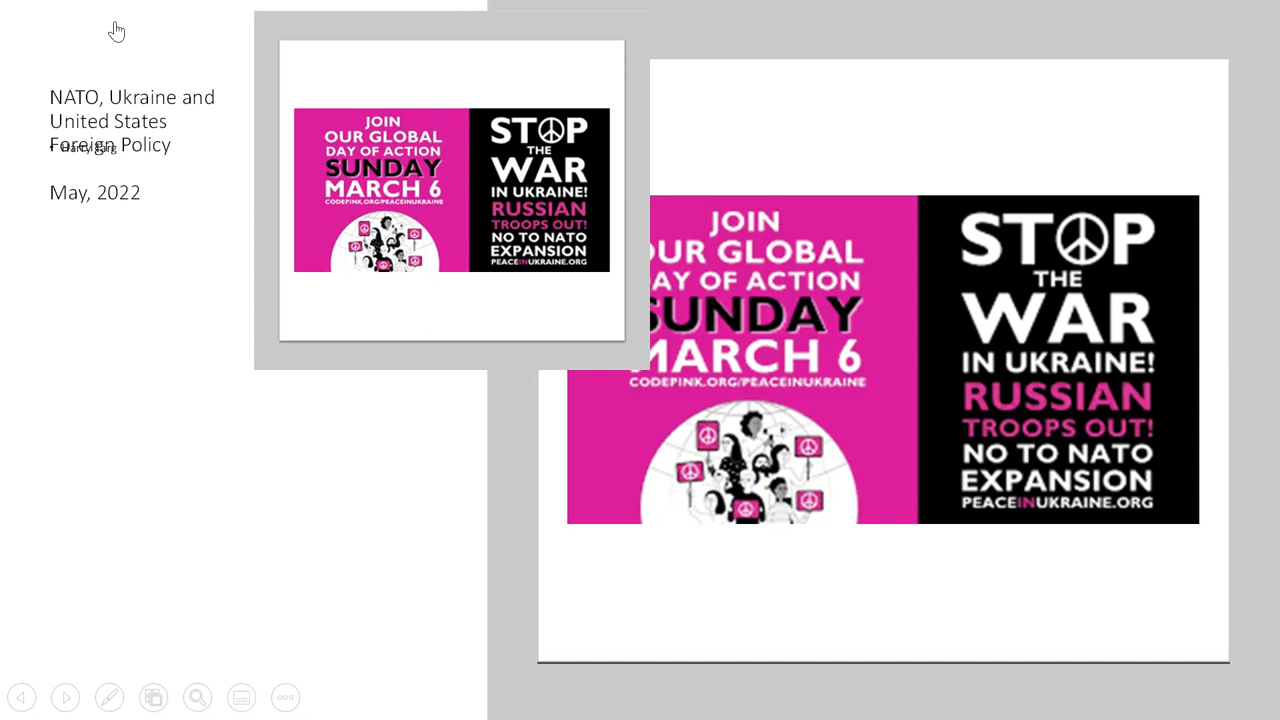 NATO, Ukraine and
United States
Foreign Policy
May, 2022
JOIN
OUR GLOBAL
DAY OF ACTION
SUNDAY
MARCH 6
CODEPINK.ORG/PEACEINUKRAINE
STOP
THE
WAR
IN UKRAINE!
RUSSIAN
TROOPS OUT!
NO TO NATO
EXPANSION
PEACEINUKRAINE.ORG
JOIN
OUR GLOBAL
DAY OF ACTION
SUNDAY
MARCH 6
CODEPINK.ORG/PEACEINUKRAINE
STOP
THE
WAR
IN UKRAINE!
RUSSIAN
TROOPS OUT!
NO TO NATO
EXPANSION
PEACEINUKRAINE.ORG